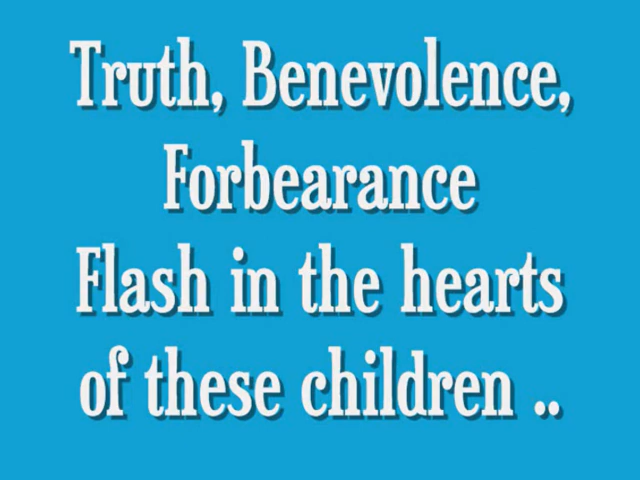 Truth, Benevolence,
Forbearance
Flash in the hearts
of these children ..